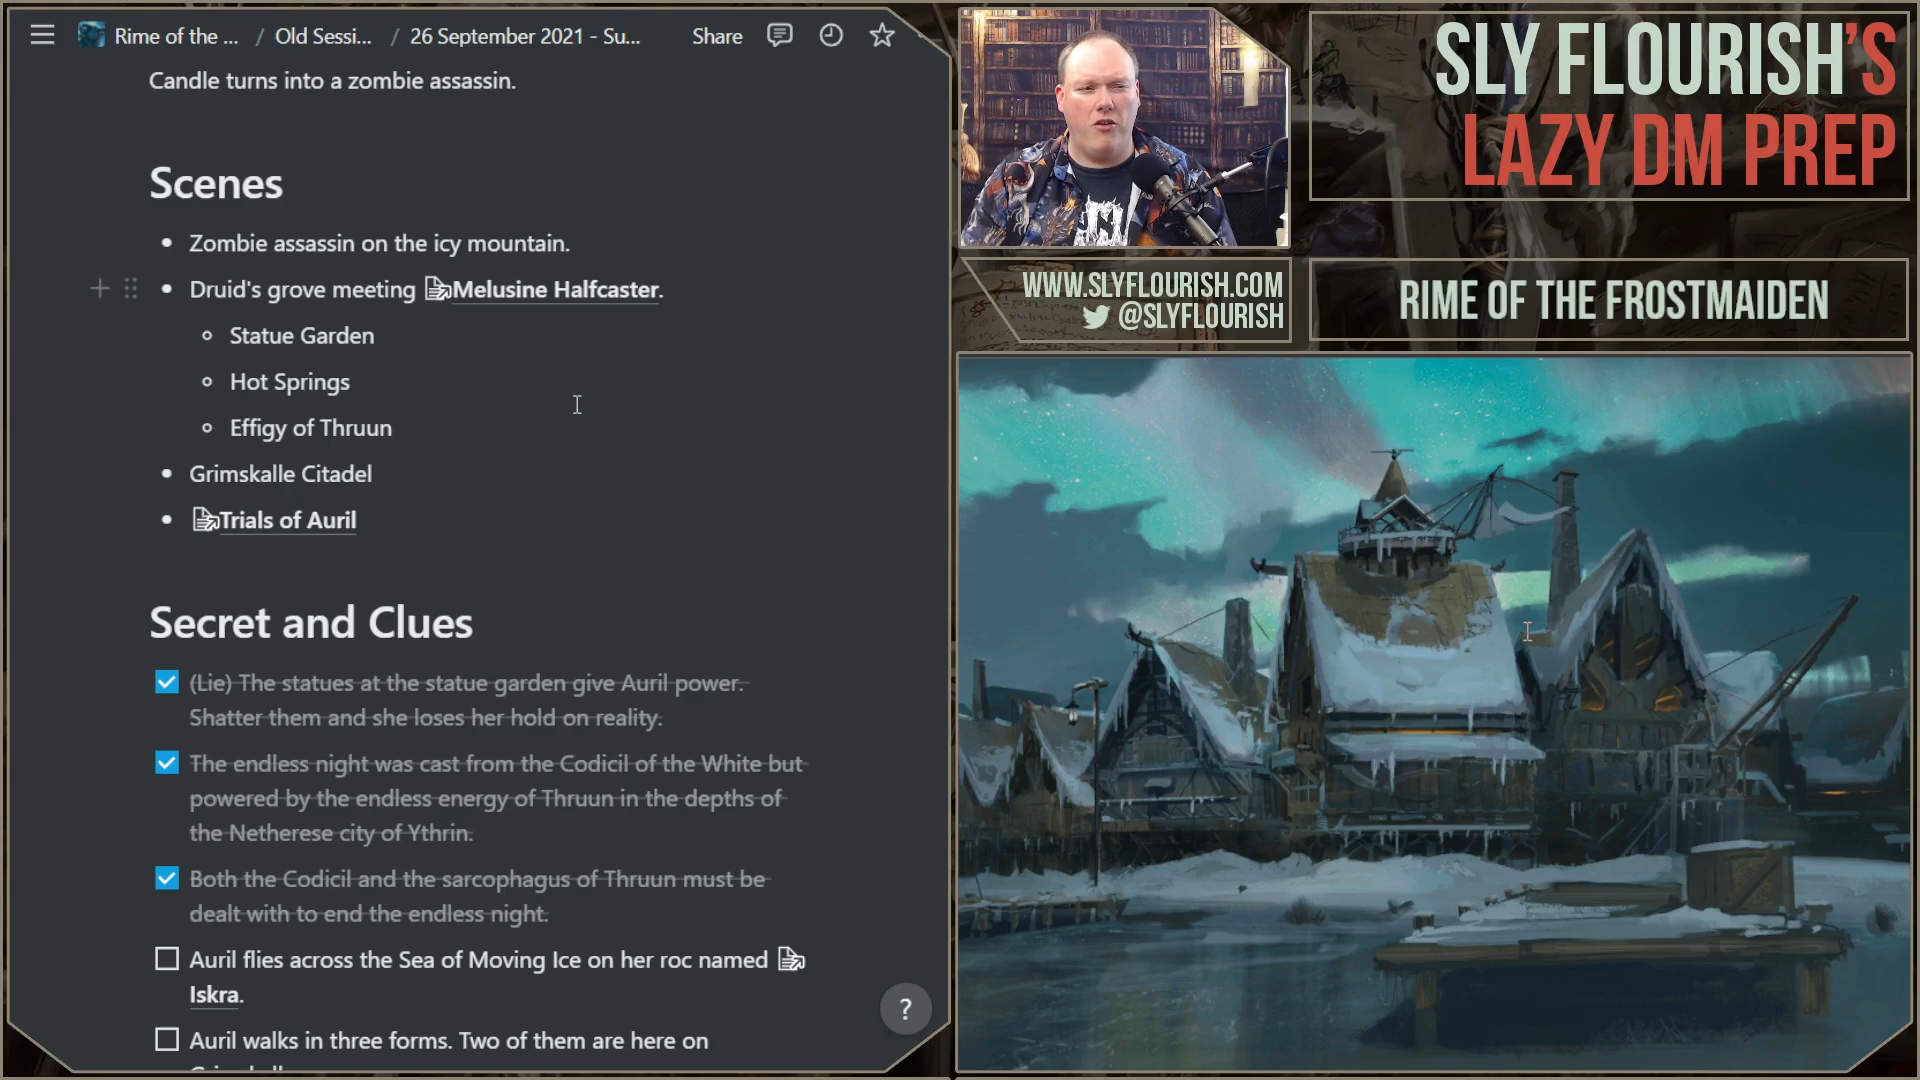 Rime of the ... / Old Sessi... / 26 September 2021 - Su... Share
Candle turns into a zombie assassin.
Scenes
Zombie assassin on the icy mountain.
Druid's grove meeting Melusine Halfcaster.
Statue Garden
Hot Springs
Effigy of Thruun
Grimskalle Citadel
Trials of Auril
Secret and Clues
(Lie) The statues at the statue garden give Auril power.
Shatter them and she loses her hold on reality.
The endless night was cast from the Codicil of the White but
powered by the endless energy of Thruun in the depths of
the Netherese city of Ythrin.
Both the Codicil and the sarcophagus of Thruun must be
dealt with to end the endless night.
Auril flies across the Sea of Moving Ice on her roc named
Iskra.
Auril walks in three forms. Two of them are here on
?
SLY FLOURISH'S
LAZY DM PREP
WWW.SLYFLOURISH.COM
@SLYFLOURISH
RIME OF THE FROSTMAIDEN